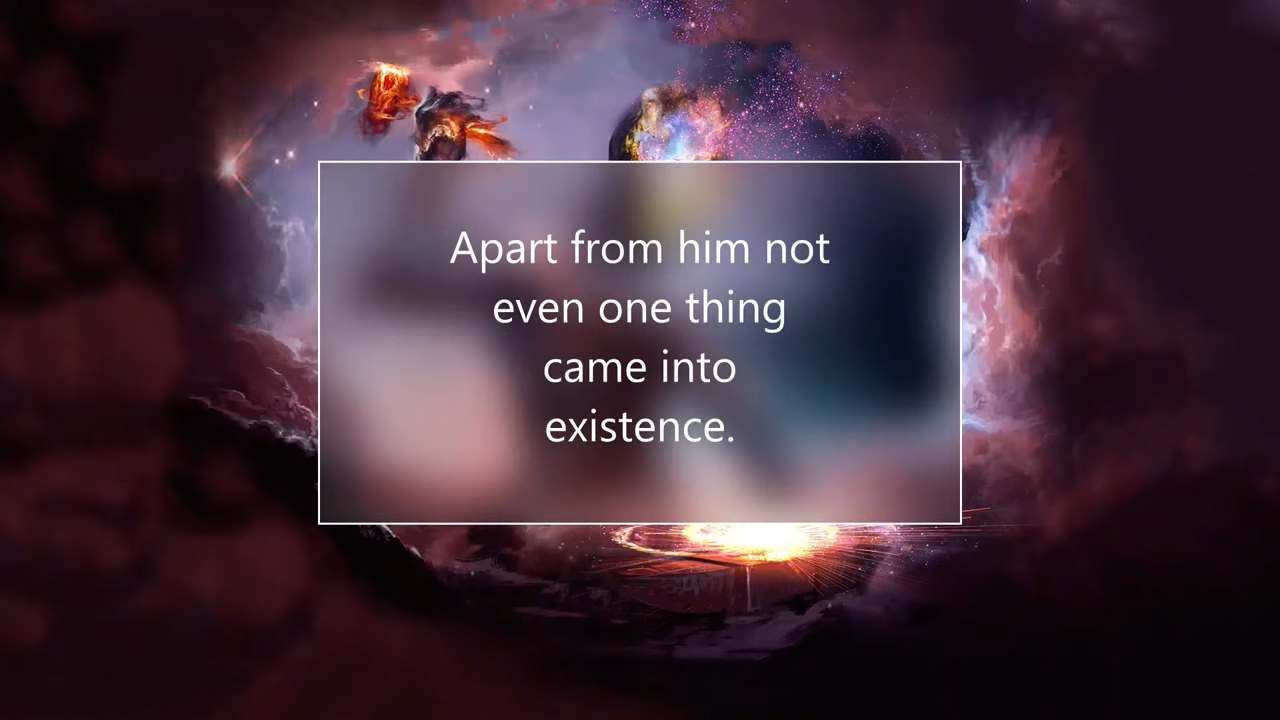 Apart from him not
even one thing
came into
existence.